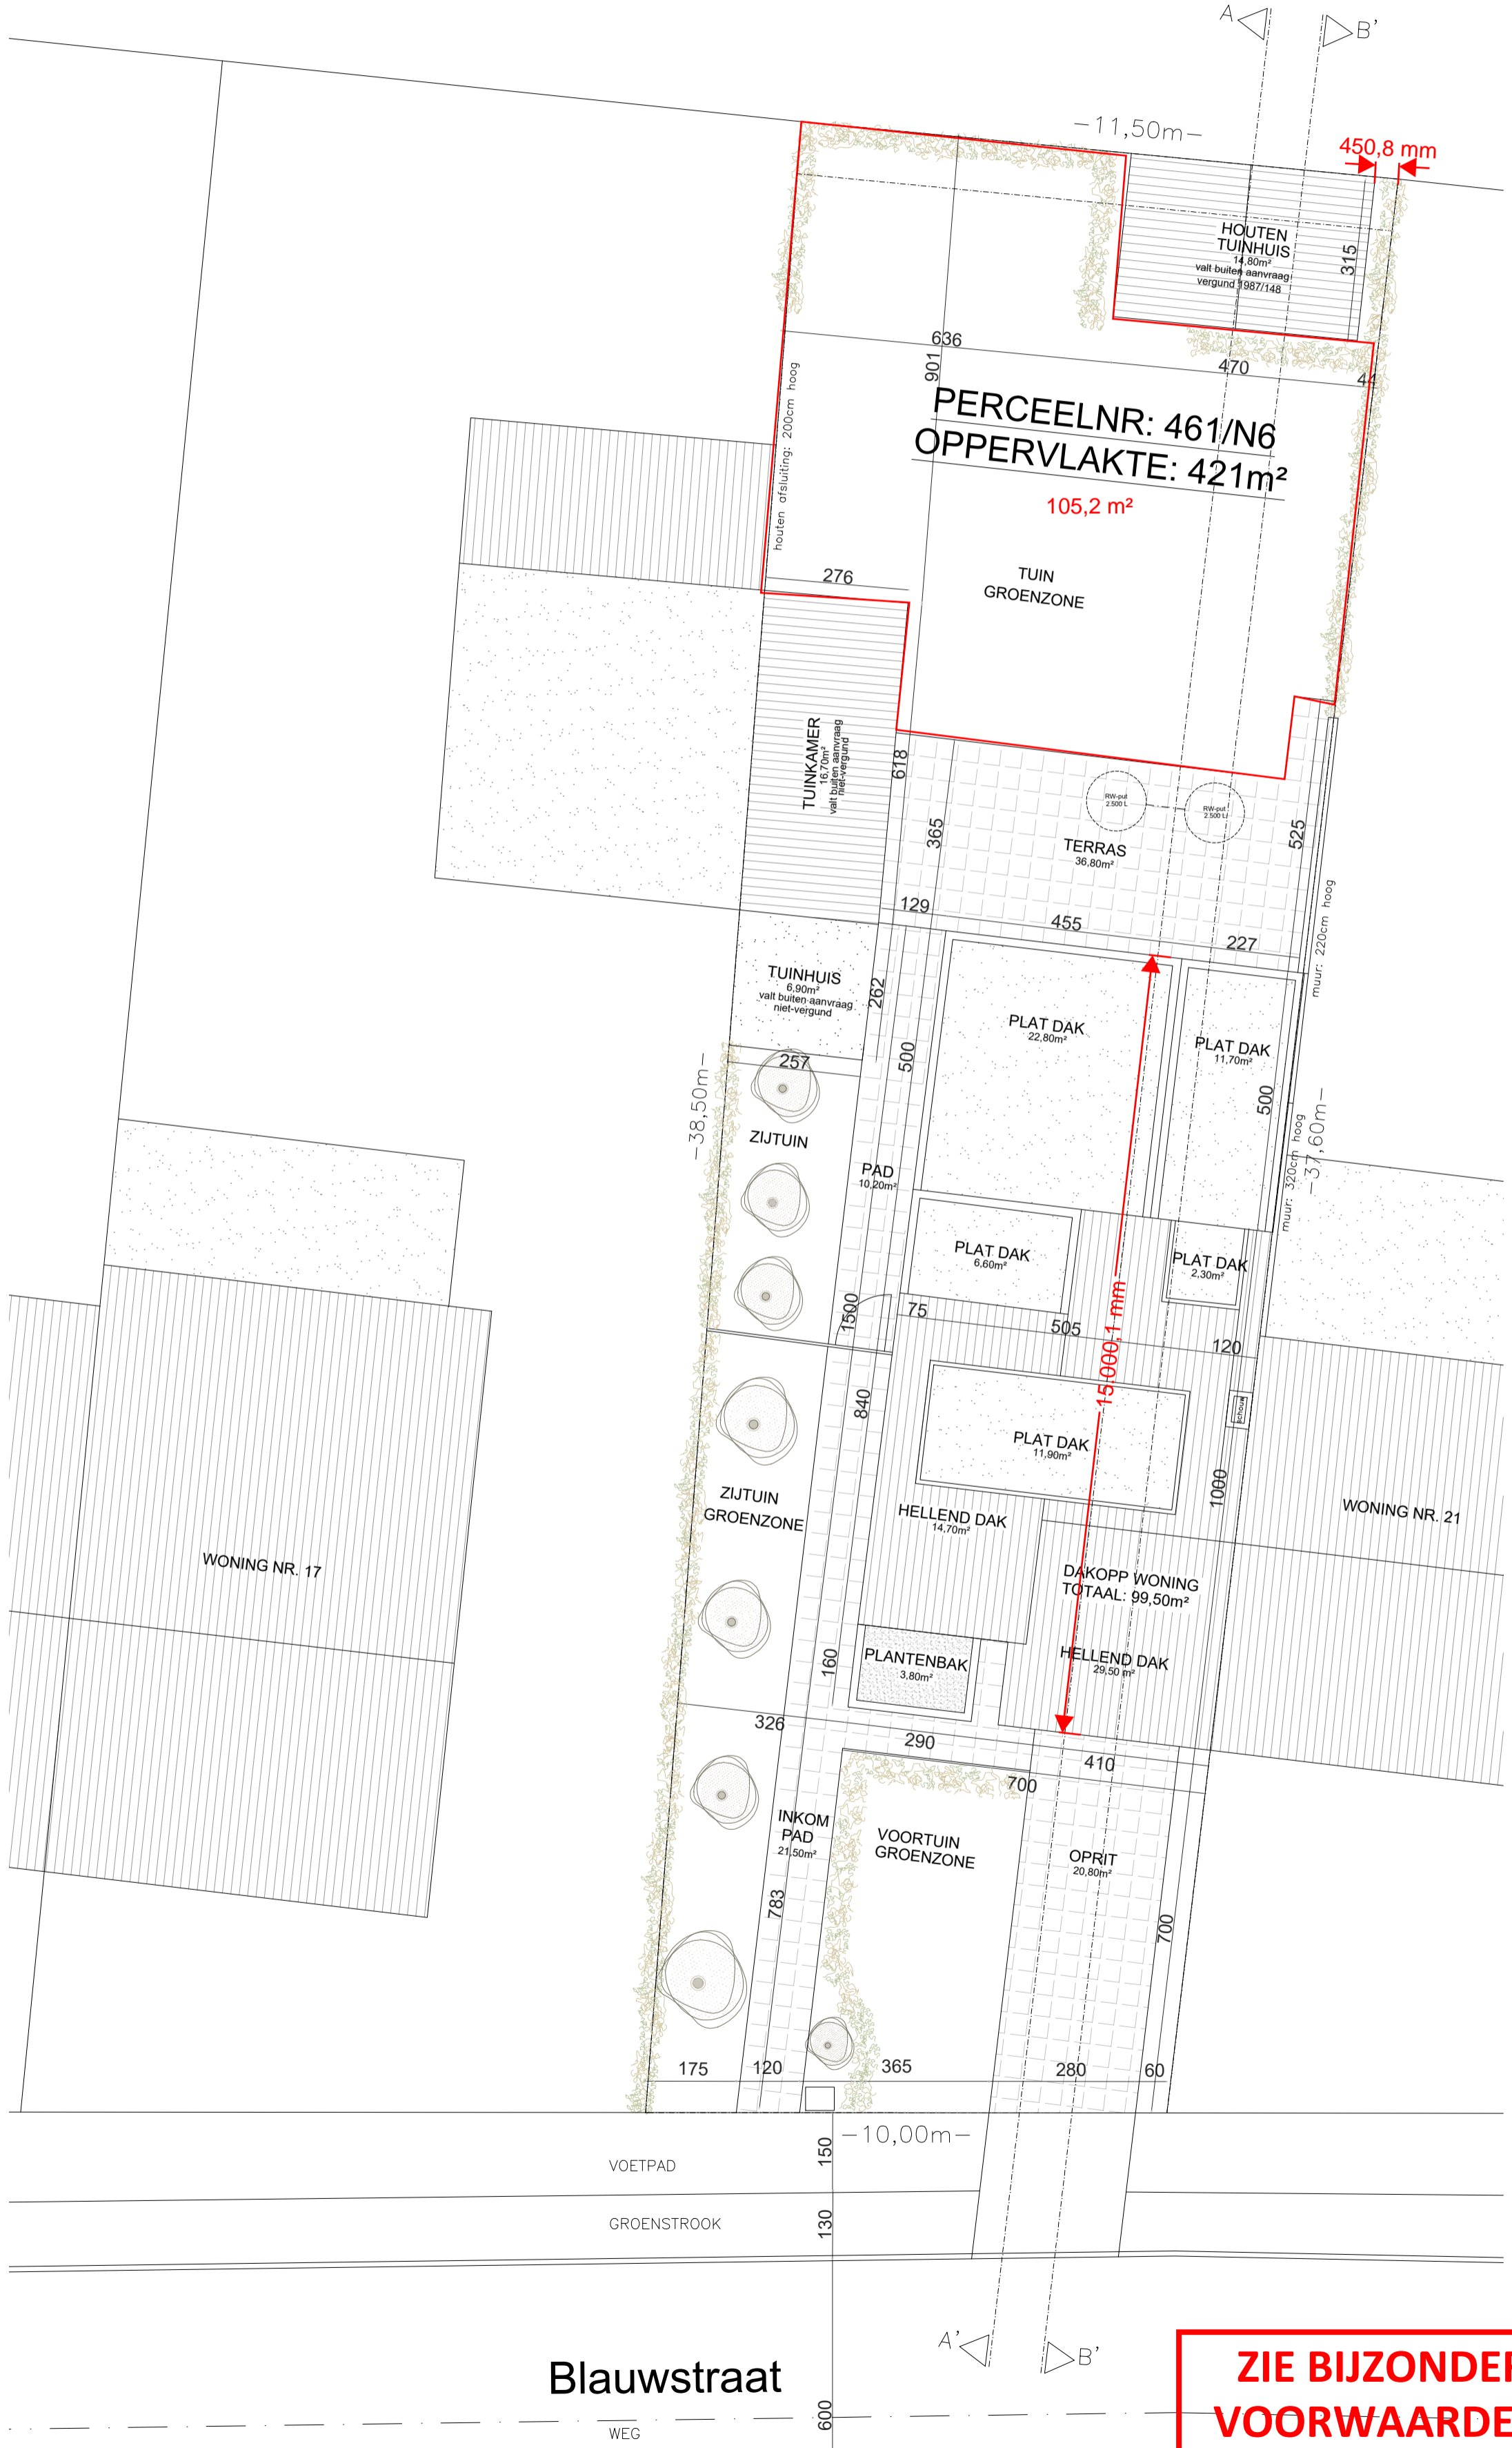 A
B'
-11,50m-
450,8 mm
HOUTEN
TUINHUIS
14,80m²
valt buiten aanvraag
vergund 1987/148
315
636
901
470
44
houten afsluiting: 200cm hoog
PERCEELNR: 461/N6
OPPERVLAKTE: 421m²
105,2 m²
TUIN
GROENZONE
276
TUINKAMER
16,70m²
valt buiten aanvraag
niet-vergund
618
365
RW-put
2.500 L
RW-put
2.500 L
TERRAS
36,80m²
525
129
455
227
muur: 220cm hoog
TUINHUIS
6,90m²
valt buiten aanvraag
niet-vergund
262
257
500
PLAT DAK
22,80m²
PLAT DAK
11,70m²
500
-38,50m-
-37,60m-
muur: 320cm hoog
ZIJTUIN
PAD
10,20m²
PLAT DAK
6,60m²
PLAT DAK
2,30m²
1500
75
505
120
15.000,1 mm
840
schouw
PLAT DAK
11,90m²
1000
ZIJTUIN
GROENZONE
HELLEND DAK
14,70m²
WONING NR. 21
WONING NR. 17
DAKOPP WONING
TOTAAL: 99,50m²
160
PLANTENBAK
3,80m²
HELLEND DAK
29,50 m²
326
290
410
700
INKOM
PAD
21,50m²
VOORTUIN
GROENZONE
OPRIT
20,80m²
783
700
175
120
365
280
60
-10,00m-
VOETPAD
150
GROENSTROOK
130
A'
B'
Blauwstraat
ZIE BIJZONDER
VOORWAARDE
600
WEG